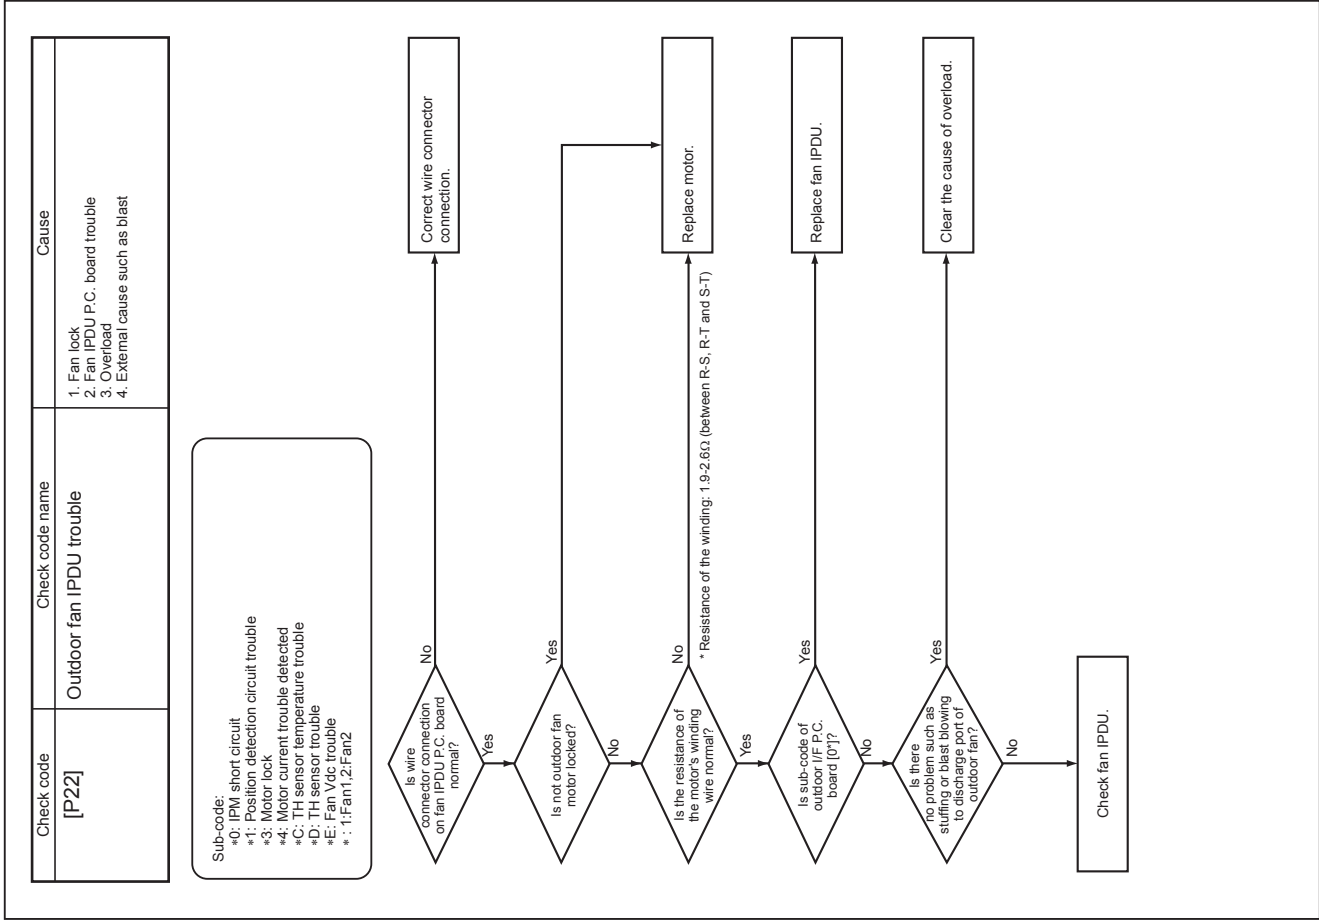 Check code
Check code name
Cause
[P22]
Outdoor fan IPDU trouble
1. Fan lock
2. Fan IPDU P.C. board trouble
3. Overload
4. External cause such as blast
Sub-code:
*0: IPM short circuit
*1: Position detection circuit trouble
*3: Motor lock
*4: Motor current trouble detected
*C: TH sensor temperature trouble
*D: TH sensor trouble
*E: Fan Vdc trouble
* : 1:Fan1,2:Fan2
Is wire
connector connection
on fan IPDU P.C. board
normal?
No
Correct wire connector
connection.
Yes
Is not outdoor fan
motor locked?
Yes
No
Is the resistance of
the motor's winding
wire normal?
No
Replace motor.
* Resistance of the winding: 1.9-2.6Ω (between R-S, R-T and S-T)
Yes
Is sub-code of
outdoor I/F P.C.
board [0*]?
Yes
Replace fan IPDU.
No
Is there
no problem such as
stuffing or blast blowing
to discharge port of
outdoor fan?
Yes
Clear the cause of overload.
No
Check fan IPDU.